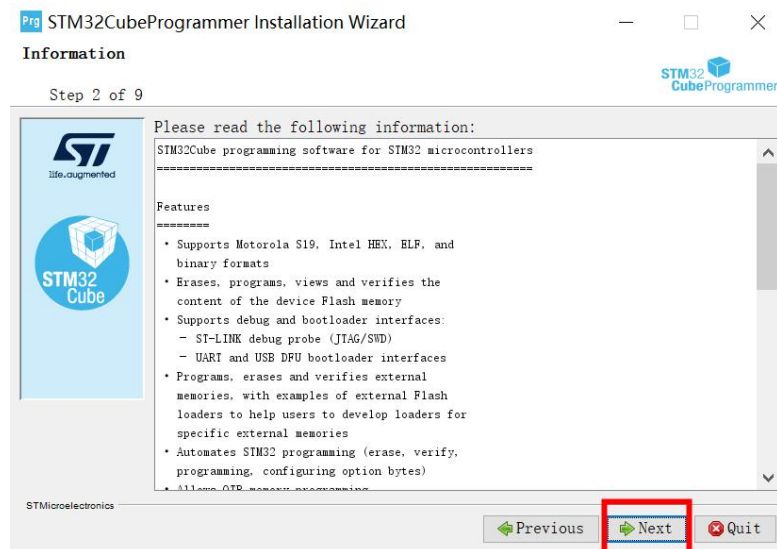 Prg STM32CubeProgrammer Installation Wizard
Information
Step 2 of 9
STM32
CubeProgrammer
life.augmented
STM32
Cube
Please read the following information:
STM32Cube programming software for STM32 microcontrollers
=========================================================
Features
========
• Supports Motorola S19, Intel HEX, ELF, and
binary formats
• Erases, programs, views and verifies the
content of the device Flash memory
• Supports debug and bootloader interfaces:
- ST-LINK debug probe (JTAG/SWD)
- UART and USB DFU bootloader interfaces
• Programs, erases and verifies external
memories, with examples of external Flash
loaders to help users to develop loaders for
specific external memories
• Automates STM32 programming (erase, verify,
programming, configuring option bytes)
• Allows OTP memory programming
STMicroelectronics
Previous
Next
Quit